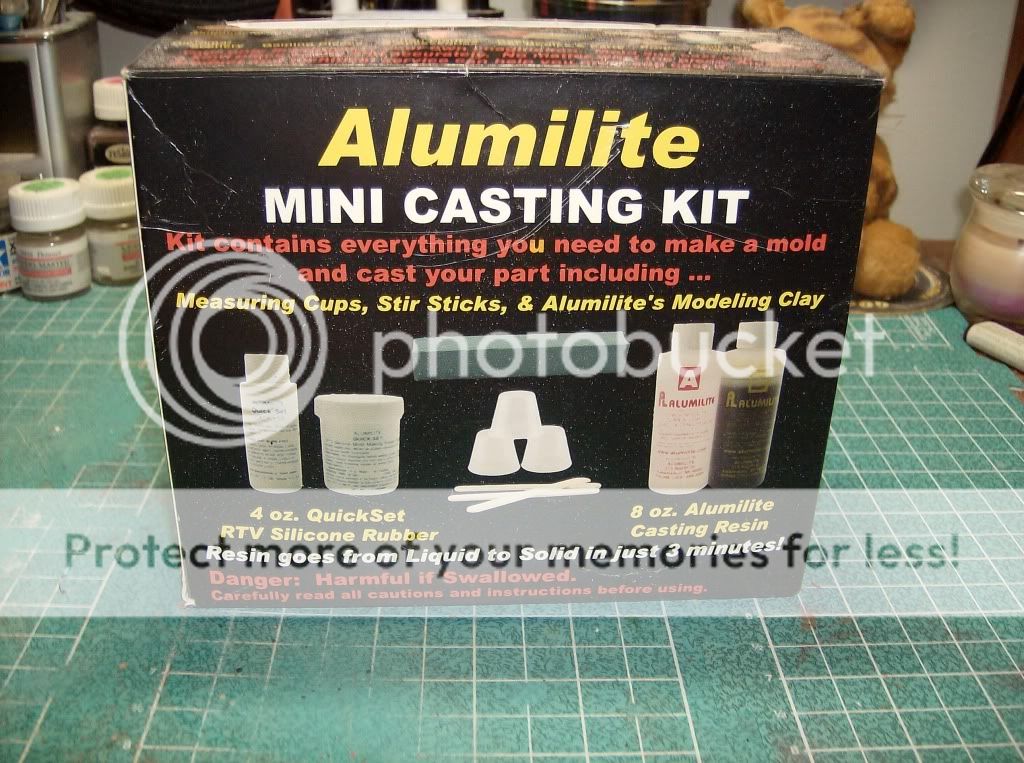 Alumilite
MINI CASTING KIT
Kit contains everything you need to make a mold
and cast your part including ...
Measuring Cups, Stir Sticks, & Alumilite's Modeling Clay
photobucket
A
ALUMILITE
ALUMILITE
4 oz. QuickSet
RTV Silicone Rubber
8 oz. Alumilite
Casting Resin
Protect more of your memories for less!
Resin goes from Liquid to Solid in just 3 minutes!
Danger: Harmful if Swallowed.
Carefully read all cautions and instructions before using.